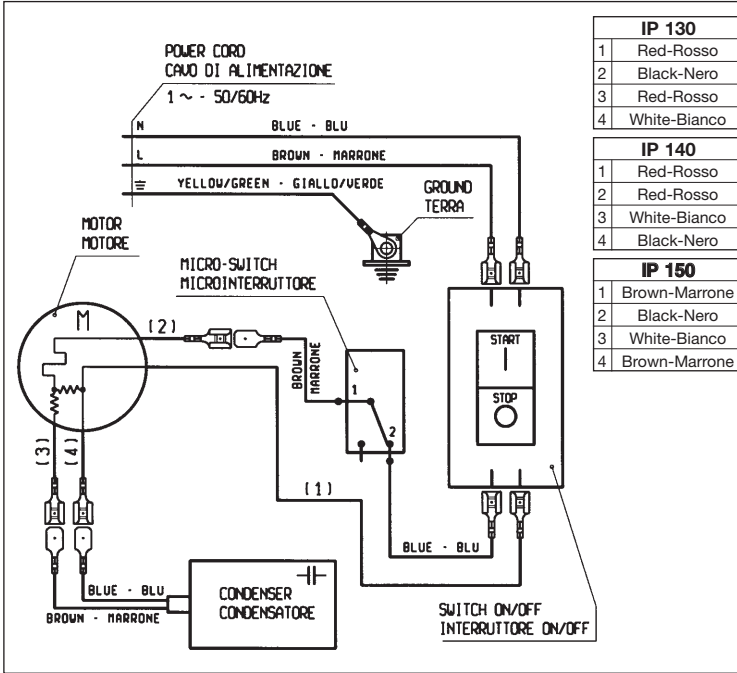 POWER CORD
CAVO DI ALIMENTAZIONE
1 ~ - 50/60Hz
N
BLUE - BLU
L
BROWN - MARRONE
YELLOW/GREEN - GIALLO/VERDE
GROUND
TERRA
MOTOR
MOTORE
MICRO-SWITCH
MICROINTERRUTTORE
M
(2)
BROWN
MARRONE
1
2
START
STOP
(3)
(4)
(1)
BLUE - BLU
BLUE - BLU
BROWN - MARRONE
CONDENSER
CONDENSATORE
SWITCH ON/OFF
INTERRUTTORE ON/OFF
IP 130
1 Red-Rosso
2 Black-Nero
3 Red-Rosso
4 White-Bianco
IP 140
1 Red-Rosso
2 Red-Rosso
3 White-Bianco
4 Black-Nero
IP 150
1 Brown-Marrone
2 Black-Nero
3 White-Bianco
4 Brown-Marrone